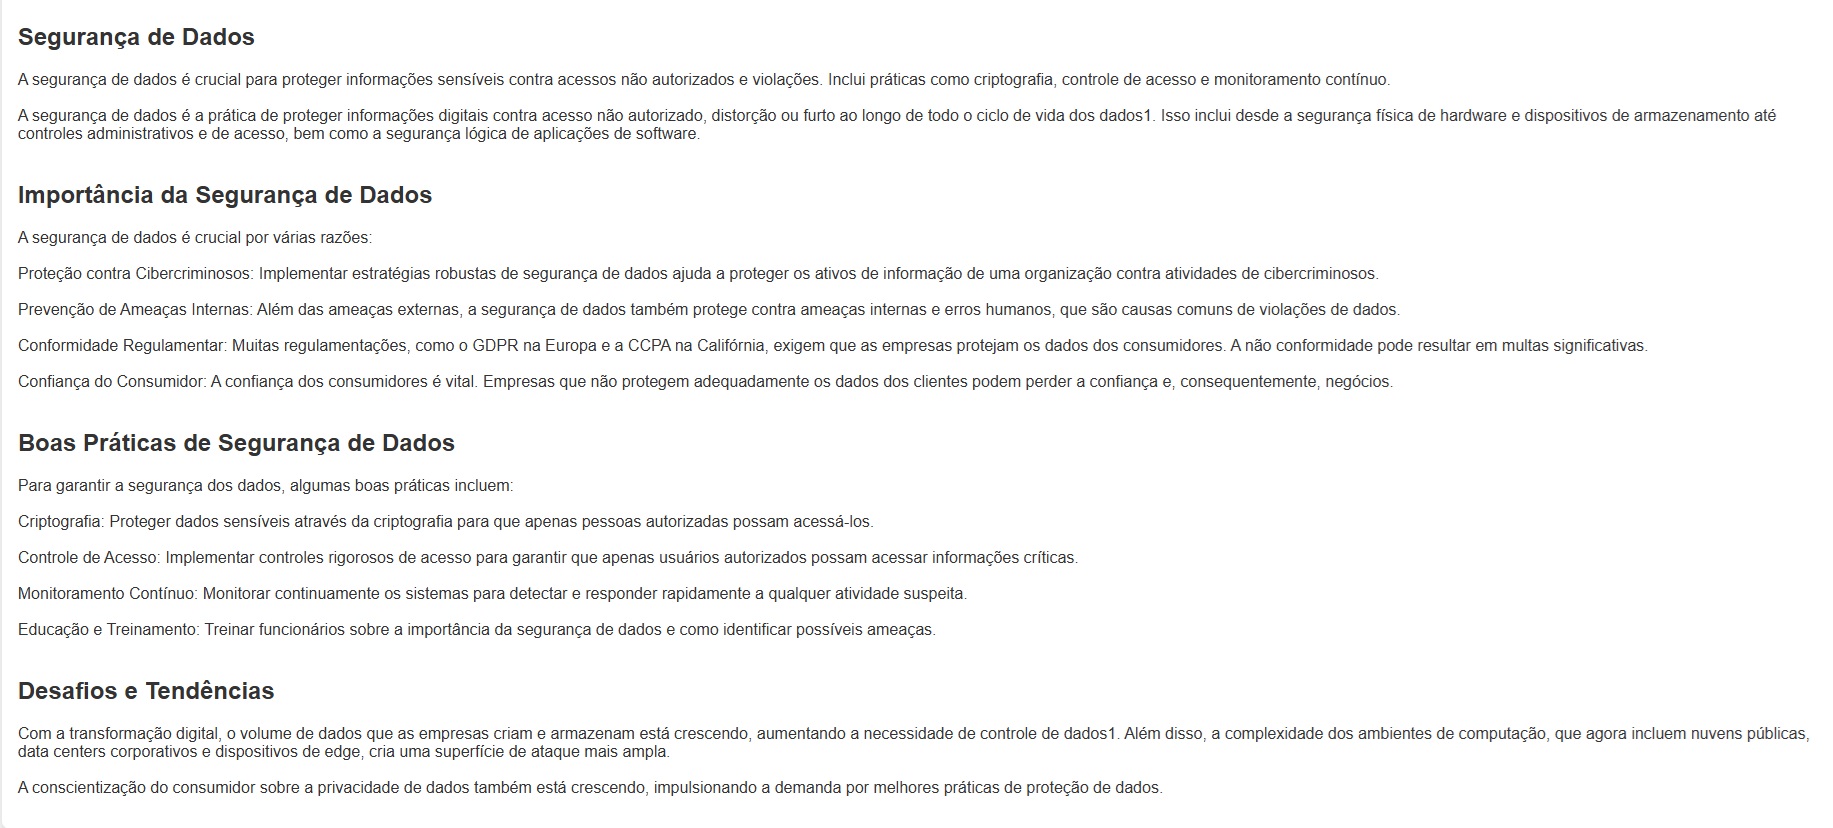 Segurança de Dados
A segurança de dados é crucial para proteger informações sensíveis contra acessos não autorizados e violações. Inclui práticas como criptografia, controle de acesso e monitoramento contínuo.
A segurança de dados é a prática de proteger informações digitais contra acesso não autorizado, distorção ou furto ao longo de todo o ciclo de vida dos dados1. Isso inclui desde a segurança física de hardware e dispositivos de armazenamento até
controles administrativos e de acesso, bem como a segurança lógica de aplicações de software.
Importância da Segurança de Dados
A segurança de dados é crucial por várias razões:
Proteção contra Cibercriminosos: Implementar estratégias robustas de segurança de dados ajuda a proteger os ativos de informação de uma organização contra atividades de cibercriminosos.
Prevenção de Ameaças Internas: Além das ameaças externas, a segurança de dados também protege contra ameaças internas e erros humanos, que são causas comuns de violações de dados.
Conformidade Regulamentar: Muitas regulamentações, como o GDPR na Europa e a CCPA na Califórnia, exigem que as empresas protejam os dados dos consumidores. A não conformidade pode resultar em multas significativas.
Confiança do Consumidor: A confiança dos consumidores é vital. Empresas que não protegem adequadamente os dados dos clientes podem perder a confiança e, consequentemente, negócios.
Boas Práticas de Segurança de Dados
Para garantir a segurança dos dados, algumas boas práticas incluem:
Criptografia: Proteger dados sensíveis através da criptografia para que apenas pessoas autorizadas possam acessá-los.
Controle de Acesso: Implementar controles rigorosos de acesso para garantir que apenas usuários autorizados possam acessar informações críticas.
Monitoramento Contínuo: Monitorar continuamente os sistemas para detectar e responder rapidamente a qualquer atividade suspeita.
Educação e Treinamento: Treinar funcionários sobre a importância da segurança de dados e como identificar possíveis ameaças.
Desafios e Tendências
Com a transformação digital, o volume de dados que as empresas criam e armazenam está crescendo, aumentando a necessidade de controle de dados1. Além disso, a complexidade dos ambientes de computação, que agora incluem nuvens públicas,
data centers corporativos e dispositivos de edge, cria uma superfície de ataque mais ampla.
A conscientização do consumidor sobre a privacidade de dados também está crescendo, impulsionando a demanda por melhores práticas de proteção de dados.